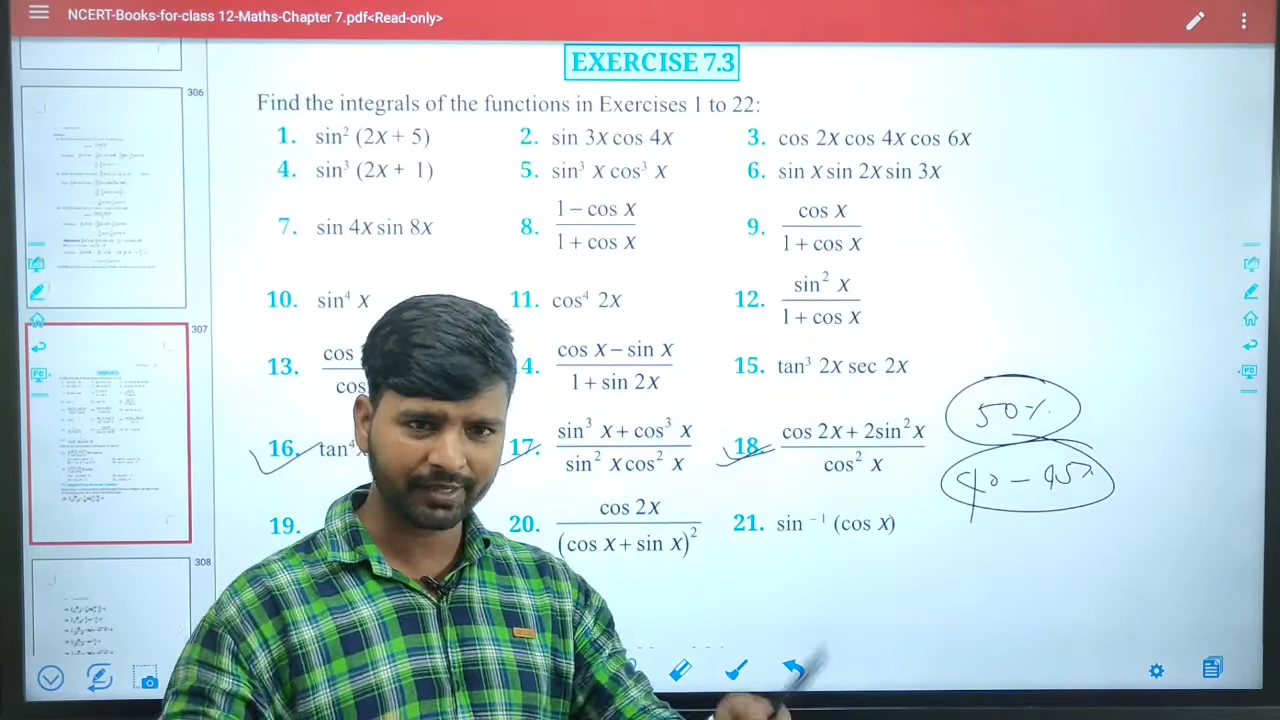 NCERT-Books-for-class 12-Maths-Chapter 7.pdf<Read-only>
EXERCISE 7.3
306
Find the integrals of the functions in Exercises 1 to 22:
1. sin² (2x + 5) 2. sin 3x cos 4x 3. cos 2x cos 4x cos 6x
4. sin³ (2x + 1) 5. sin³ x cos³ x 6. sin x sin 2x sin 3x
7. sin 4x sin 8x 8. 1 – cos x / 1 + cos x 9. cos x / 1 + cos x
10. sin⁴ x 11. cos⁴ 2x 12. sin² x / 1 + cos x
307
13. cos / cos 4. cos x – sin x / 1 + sin 2x 15. tan³ 2x sec 2x
50%
16. tan⁴x 17. sin³ x + cos³ x / sin² x cos² x 18. cos 2x + 2sin² x / cos² x
90 – 95%
19. 20. cos 2x / (cos x + sin x)² 21. sin⁻¹ (cos x)
308